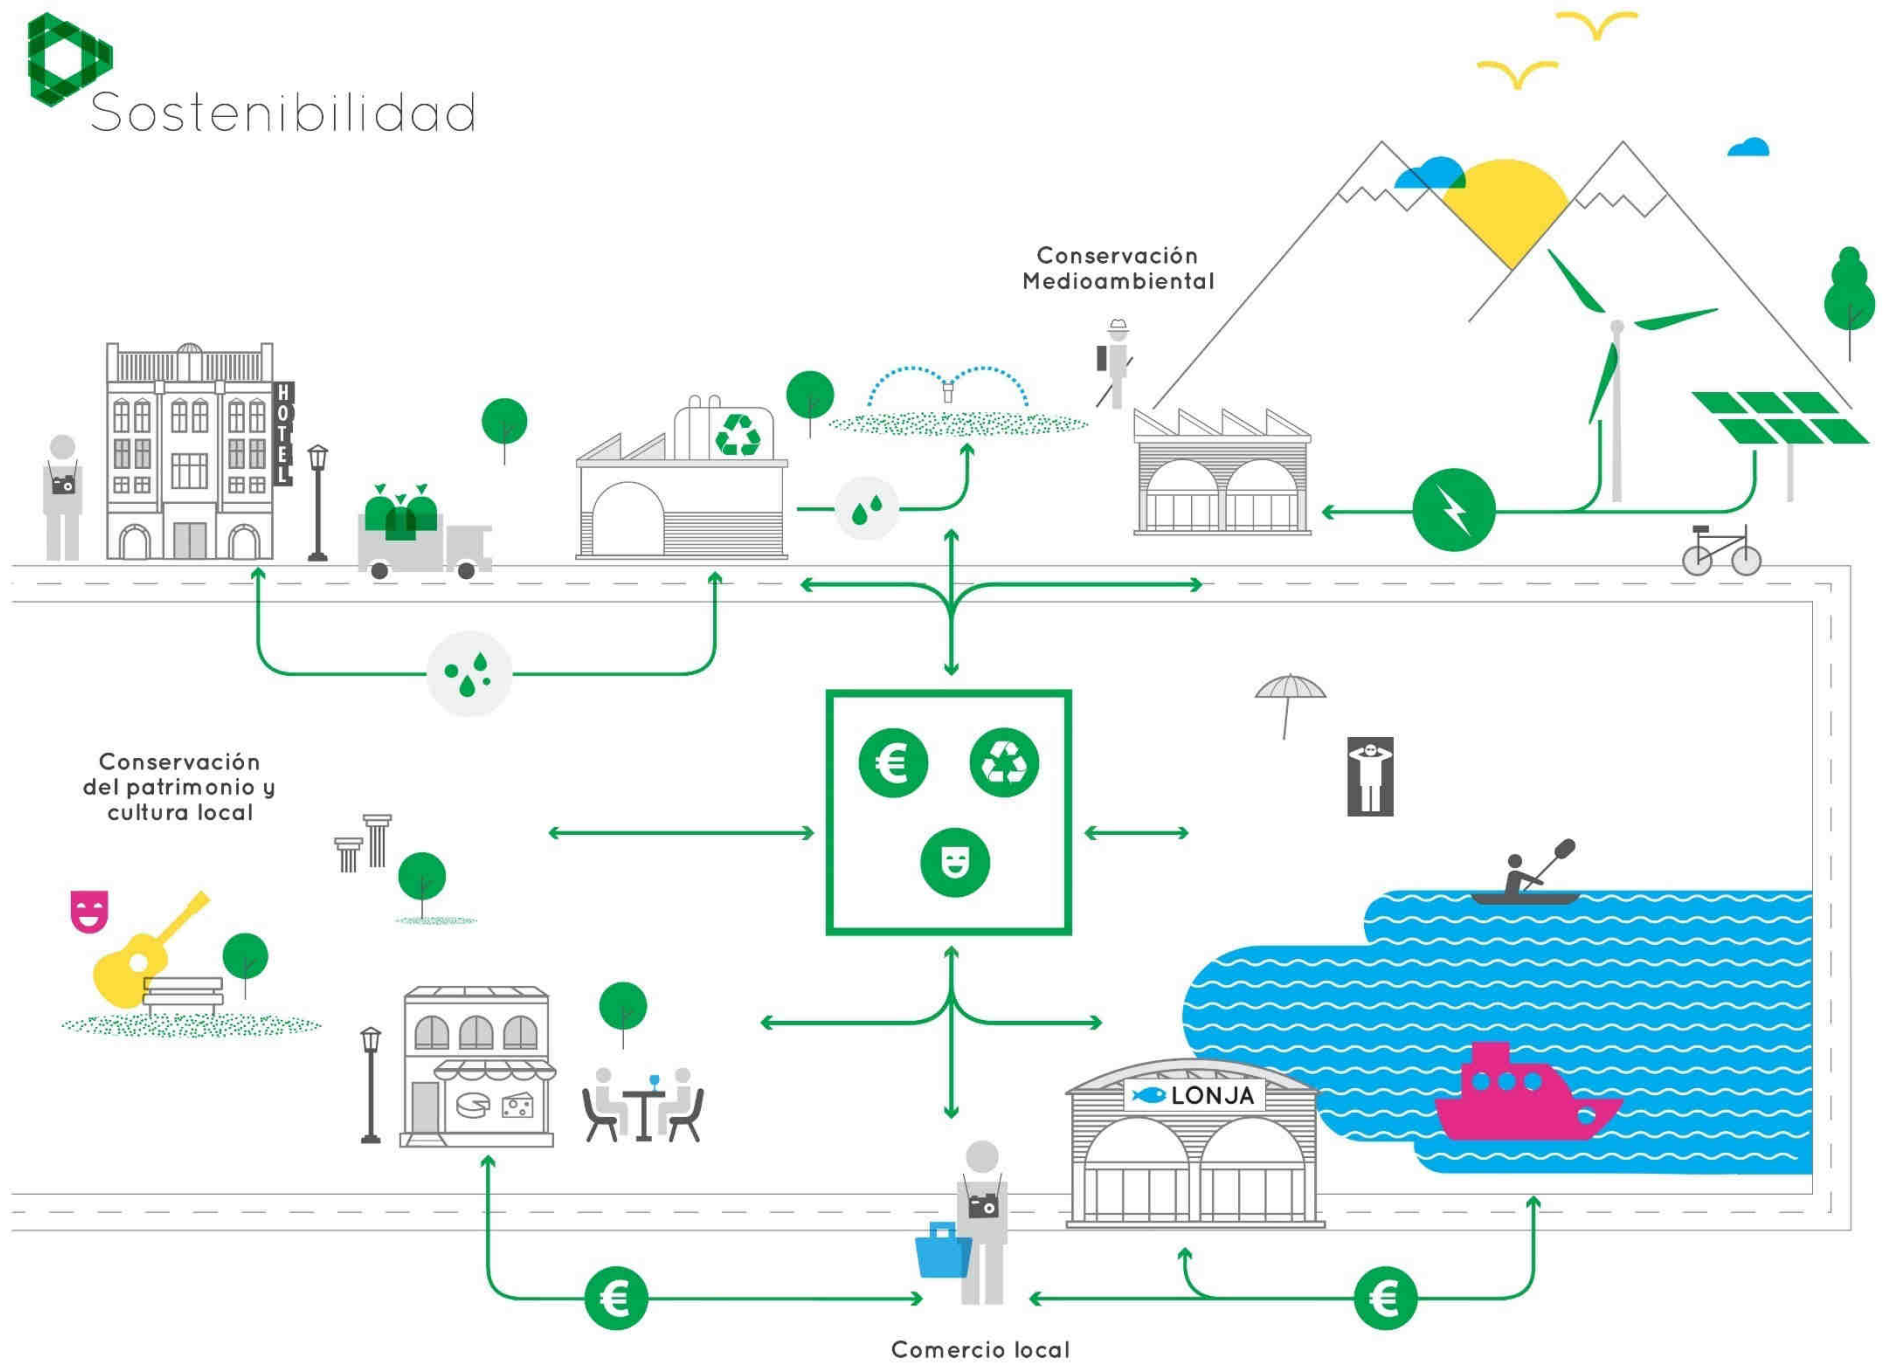 Sostenibilidad
Conservación
Medioambiental
HOTEL
Conservación
del patrimonio y
cultura local
€
LONJA
€
€
Comercio local